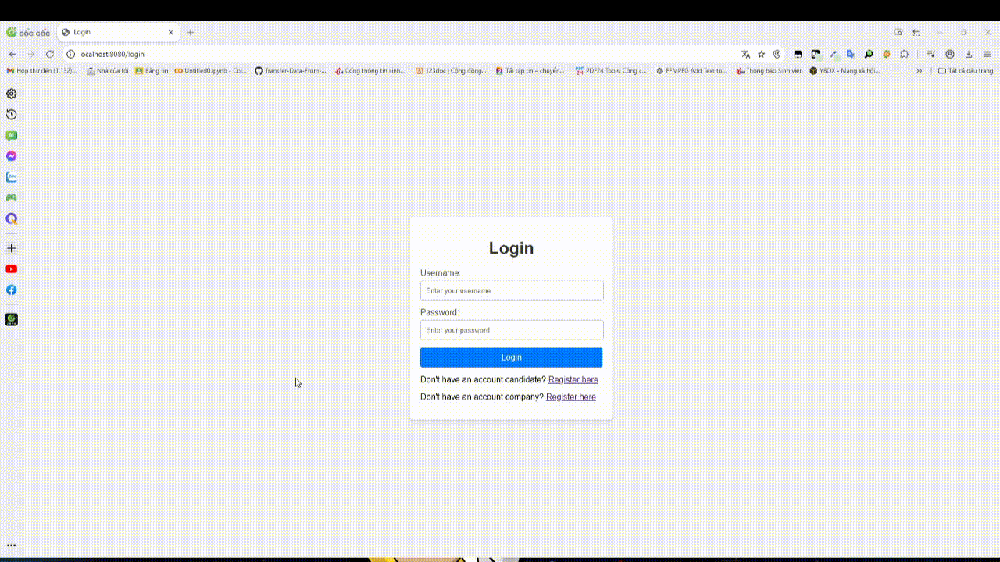 cốc cốc
Login
localhost:8080/login
Hộp thư đến (1.132)...
Nhà của tôi
Bảng tin
Untitled0.ipynb - Col...
Transfer-Data-From-...
Cổng thông tin sinh...
123doc | Cộng đồng...
Tải tập tin – chuyển...
PDF24 Tools: Công c...
FFMPEG Add Text to...
Thông báo Sinh viên
YBOX - Mạng xã hội...
Tất cả dấu trang
Login
Username:
Enter your username
Password:
Enter your password
Login
Don't have an account candidate? Register here
Don't have an account company? Register here